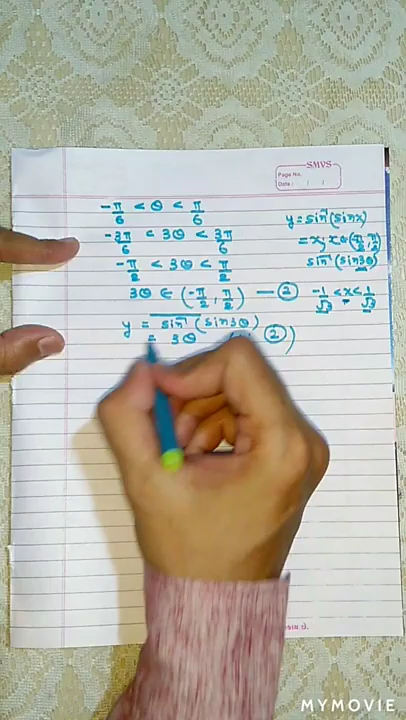 SMVS
Page No.
Date : / /
-π/6 < θ < π/6
-3π/6 < 3θ < 3π/6
-π/2 < 3θ < π/2
3θ ∈ (-π/2, π/2) — ②
y = sin⁻¹(sin3θ)
= 3θ ②)
y = sin⁻¹(sinx)
= x; x ∈ (-π/2, π/2)
sin⁻¹(sin3θ)
-1/√3 < x < 1/√3
MYMOVIE